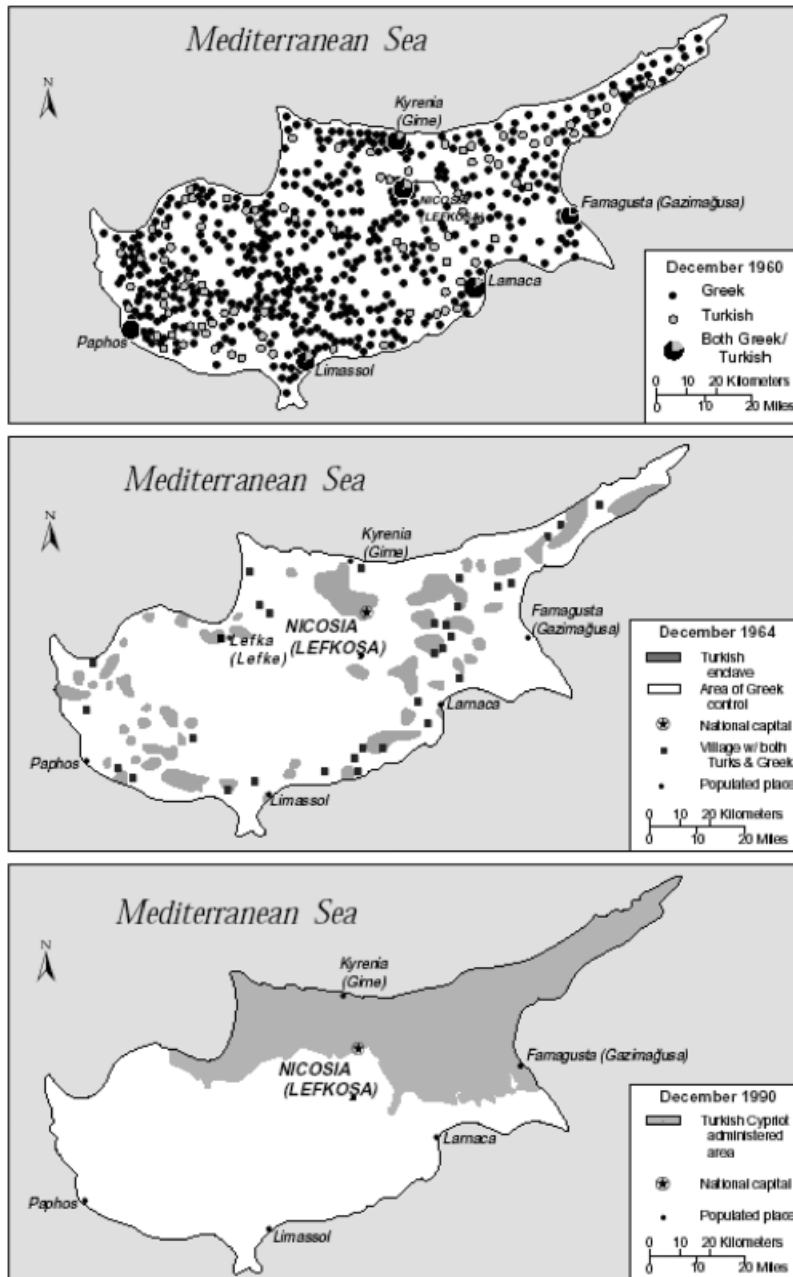 Mediterranean Sea
N
Kyrenia
(Girne)
NICOSIA
(LEFKOŞA)
Famagusta (Gazimağusa)
Larnaca
Paphos
Limassol
December 1960
Greek
Turkish
Both Greek/
Turkish
0 10 20 Kilometers
0 10 20 Miles
Mediterranean Sea
N
Kyrenia
(Girne)
NICOSIA
(LEFKOŞA)
Lefka
(Lefke)
Famagusta
(Gazimağusa)
Larnaca
Paphos
Limassol
December 1964
Turkish
enclave
Area of Greek
control
National capital
Village w/ both
Turks & Greek
Populated place
0 10 20 Kilometers
0 10 20 Miles
Mediterranean Sea
N
Kyrenia
(Girne)
NICOSIA
(LEFKOŞA)
Famagusta (Gazimağusa)
Larnaca
Paphos
Limassol
December 1990
Turkish Cypriot
administered
area
National capital
Populated place
0 10 20 Kilometers
0 10 20 Miles